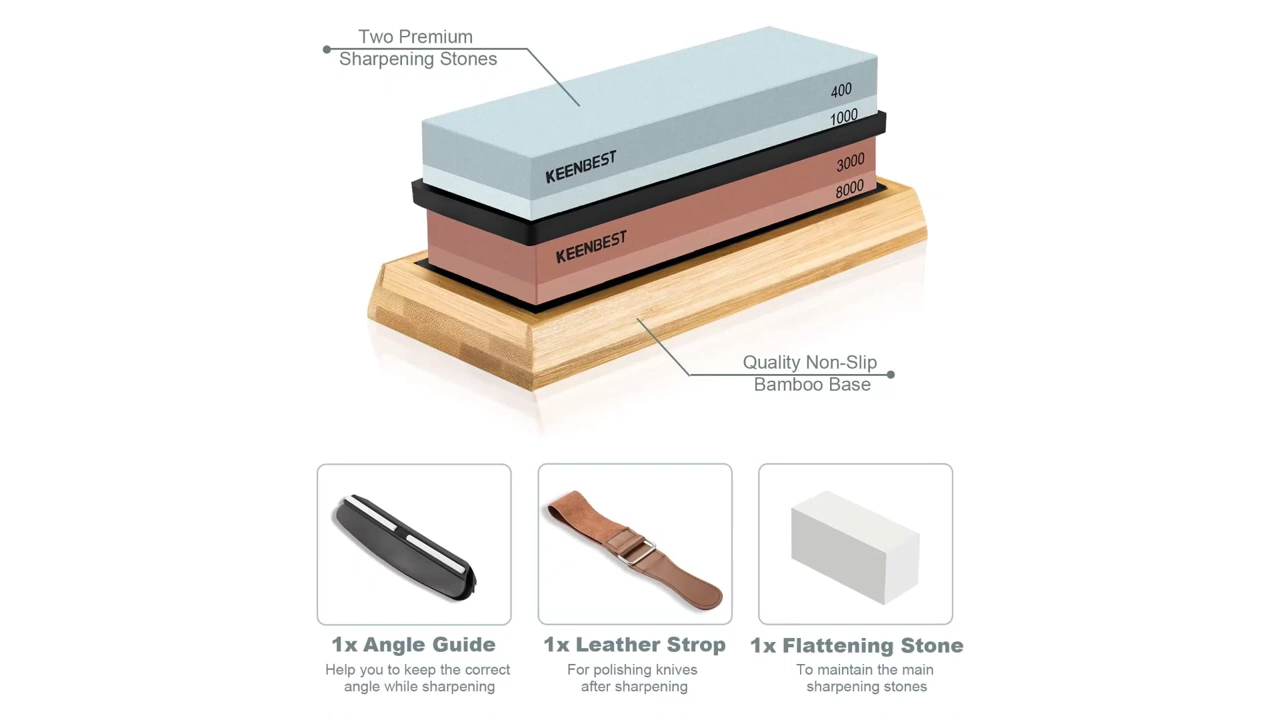 Two Premium
Sharpening Stones
400
1000
KEENBEST
3000
8000
KEENBEST
Quality Non-Slip
Bamboo Base
1x Angle Guide
Help you to keep the correct
angle while sharpening
1x Leather Strop
For polishing knives
after sharpening
1x Flattening Stone
To maintain the main
sharpening stones